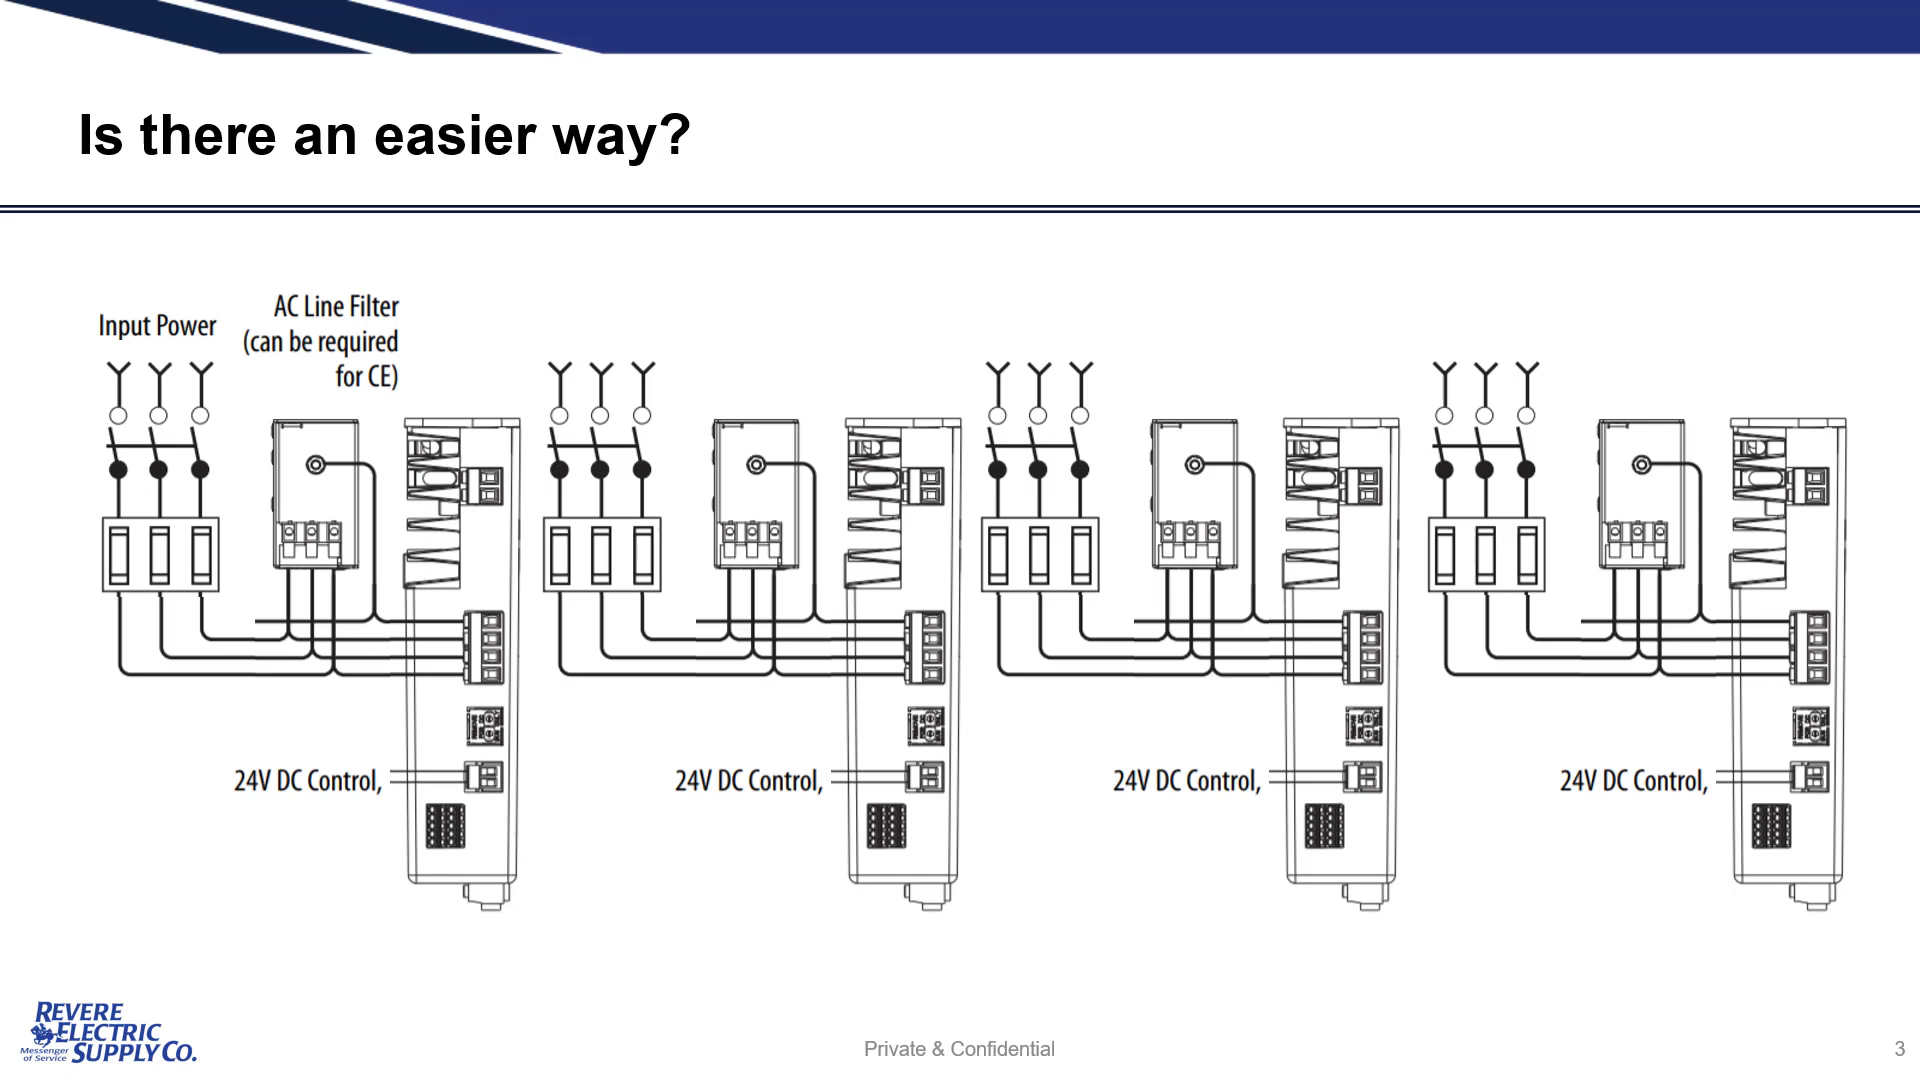 Is there an easier way?
Input Power
AC Line Filter
(can be required
for CE)
24V DC Control,
24V DC Control,
24V DC Control,
24V DC Control,
REVERE
ELECTRIC
SUPPLY CO.
Messenger
of Service
Private & Confidential
3